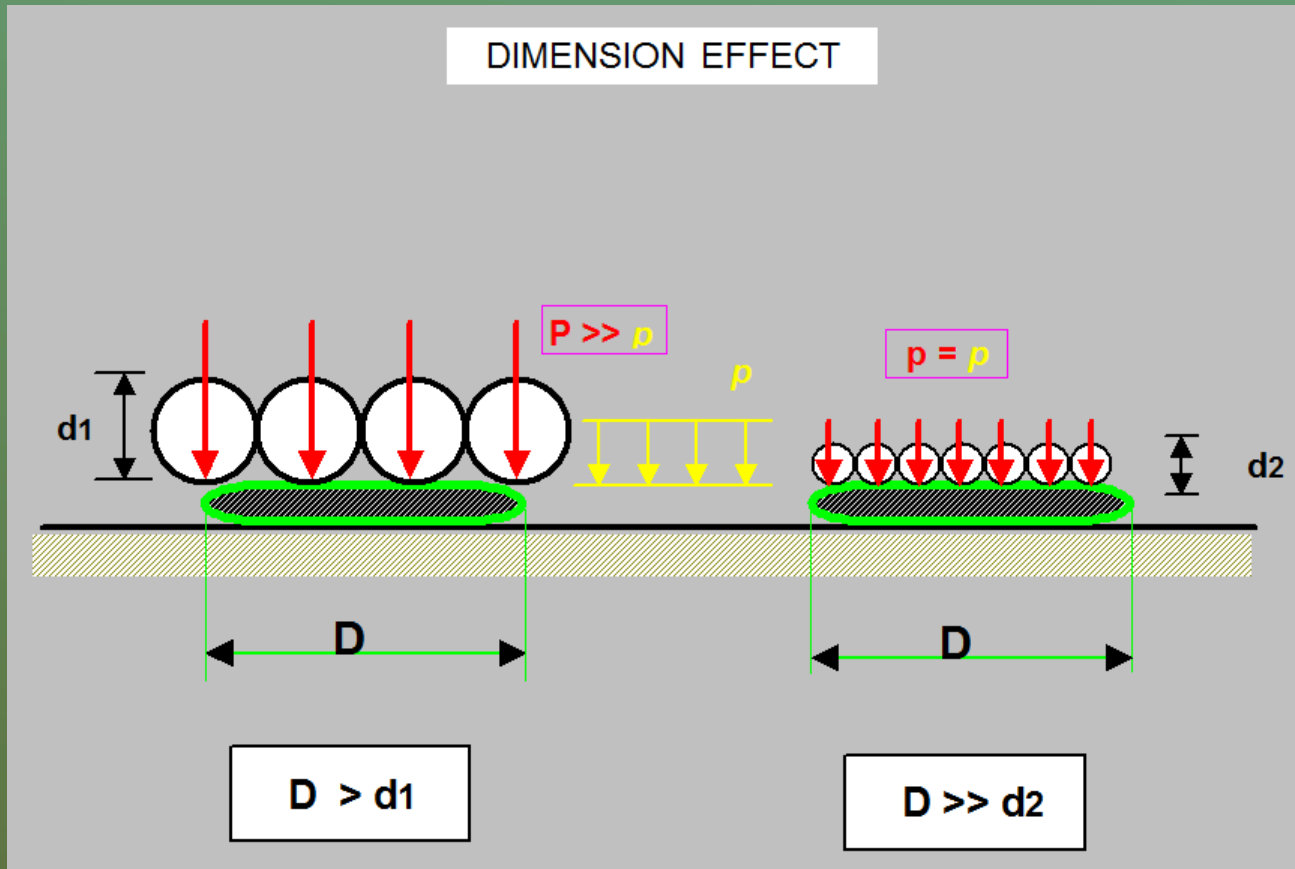 DIMENSION EFFECT
P >> p
p = p
p
d1
d2
D
D
D > d1
D >> d2